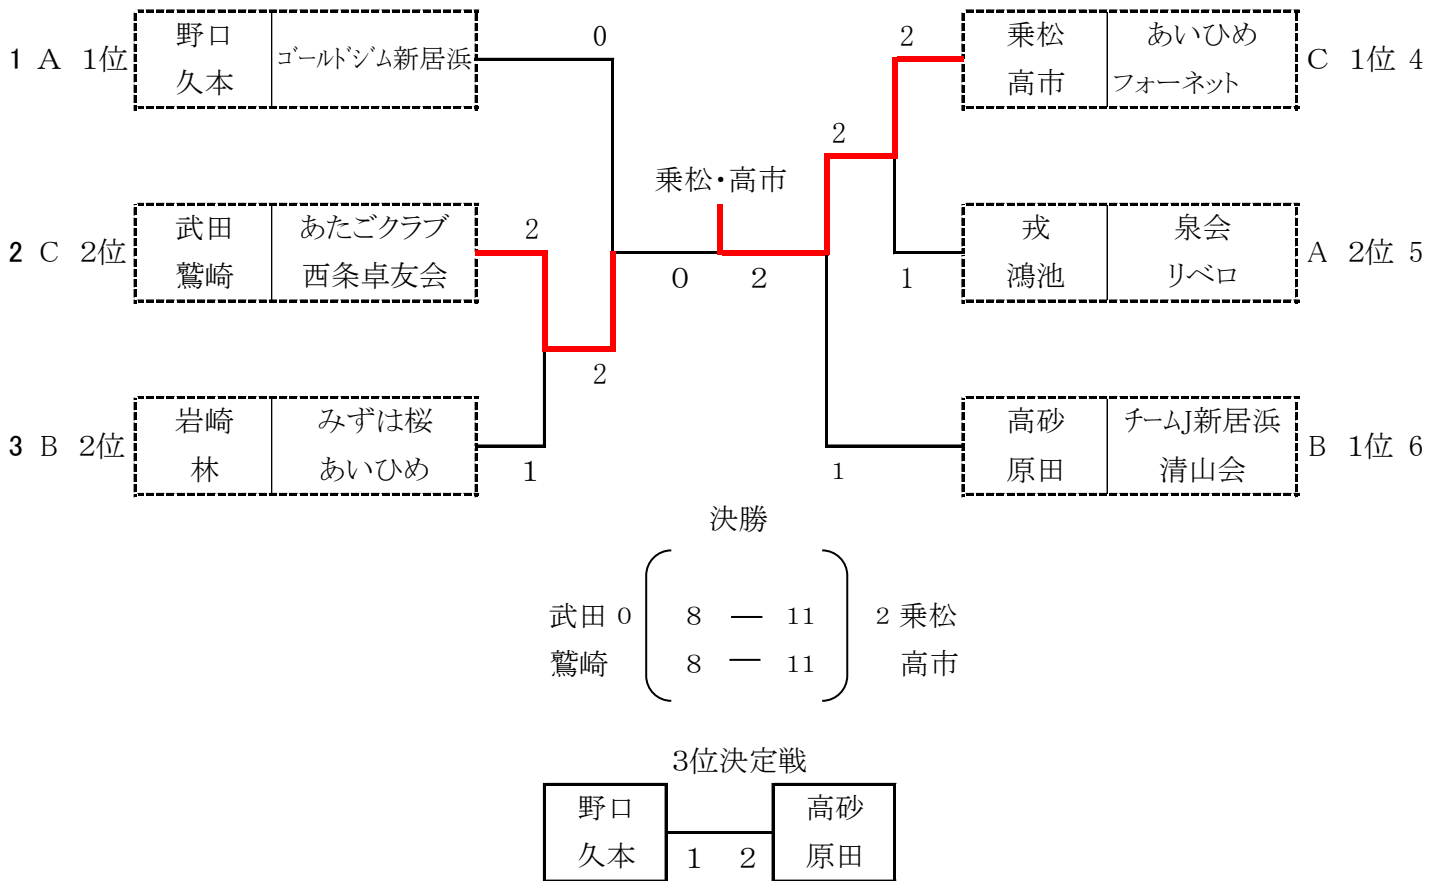 1 A 1位 野口 久本 ゴールドジム新居浜 0
2 乗松 高市 あいひめ フォーネット C 1位 4
2
乗松・高市
2 C 2位 武田 鷲崎 あたごクラブ 西条卓友会 2
0 2
1 戎 鴻池 泉会 リベロ A 2位 5
2
3 B 2位 岩崎 林 みずは桜 あいひめ 1
1 高砂 原田 チームJ新居浜 清山会 B 1位 6
決勝
武田 0 8 — 11 2 乗松
鷲崎 8 — 11 高市
3位決定戦
野口 高砂
久本 1 2 原田